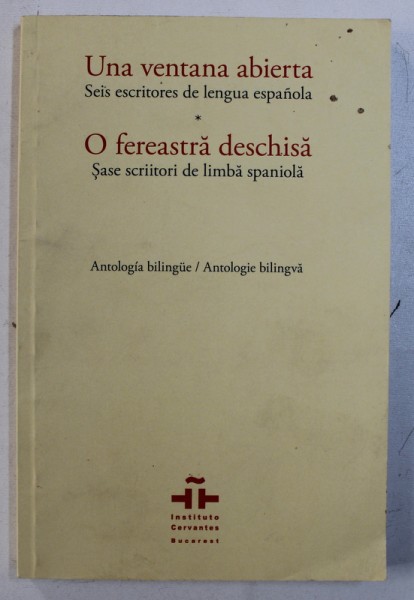 Una ventana abierta
Seis escritores de lengua española
*
O fereastră deschisă
Șase scriitori de limbă spaniolă
Antología bilingüe / Antologie bilingvă
Instituto
Cervantes
Bucarest